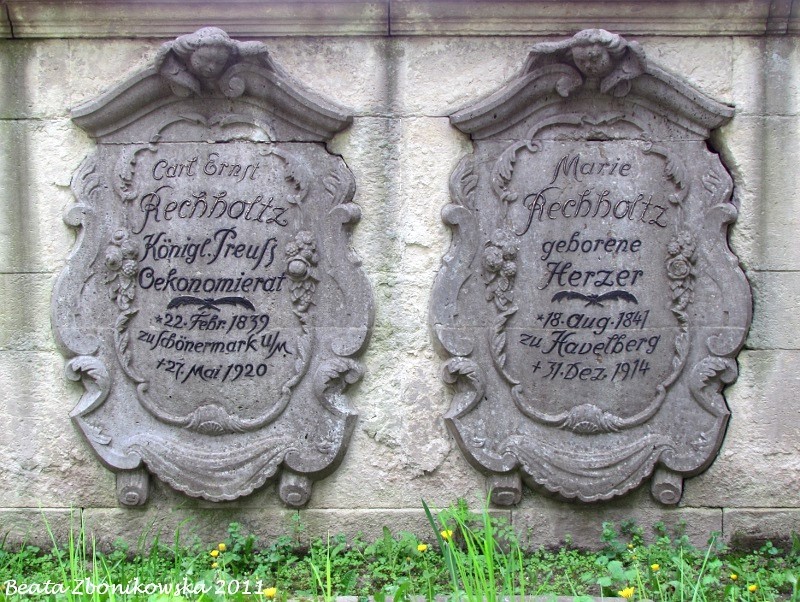 Carl Ernst
Rechholtz
Königl. Preuss
Oekonomierat
*22. Febr. 1839
zu Schönermark U/M
+27. Mai 1920
Marie
Rechholtz
geborene
Herzer
*18. Aug. 1841
zu Havelberg
+31. Dez. 1914
Beata Zbonikowska 2011